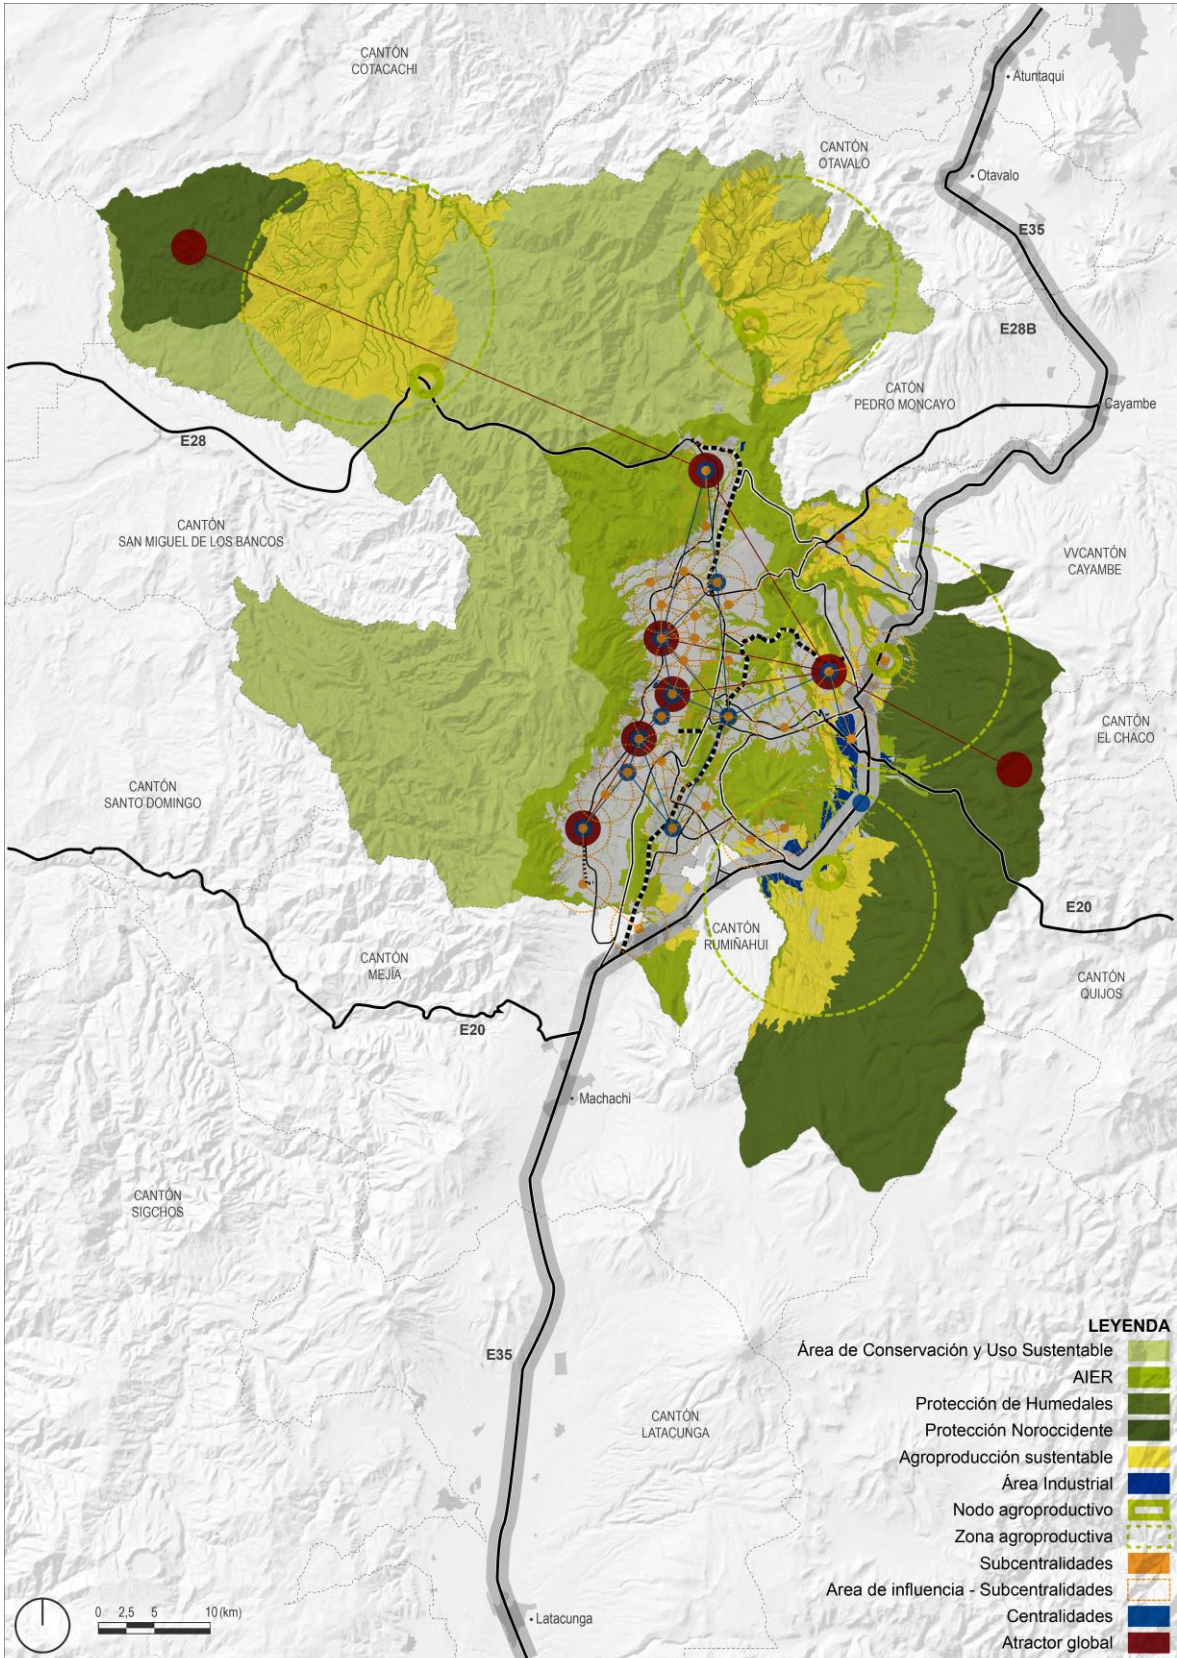 CANTÓN
COTACACHI
Atuntaqui
CANTÓN
OTAVALO
Otavalo
E35
E28B
CATÓN
PEDRO MONCAYO
Cayambe
E28
CANTÓN
SAN MIGUEL DE LOS BANCOS
VVCANTÓN
CAYAMBE
CANTÓN
EL CHACO
CANTÓN
SANTO DOMINGO
E20
CANTÓN
RUMIÑAHUI
CANTÓN
MEJÍA
CANTÓN
QUIJOS
E20
Machachi
CANTÓN
SIGCHOS
E35
CANTÓN
LATACUNGA
LEYENDA
Área de Conservación y Uso Sustentable
AIER
Protección de Humedales
Protección Noroccidente
Agroproducción sustentable
Área Industrial
Nodo agroproductivo
Zona agroproductiva
Subcentralidades
Area de influencia - Subcentralidades
Centralidades
Atractor global
0 2,5 5 10 (km)
Latacunga